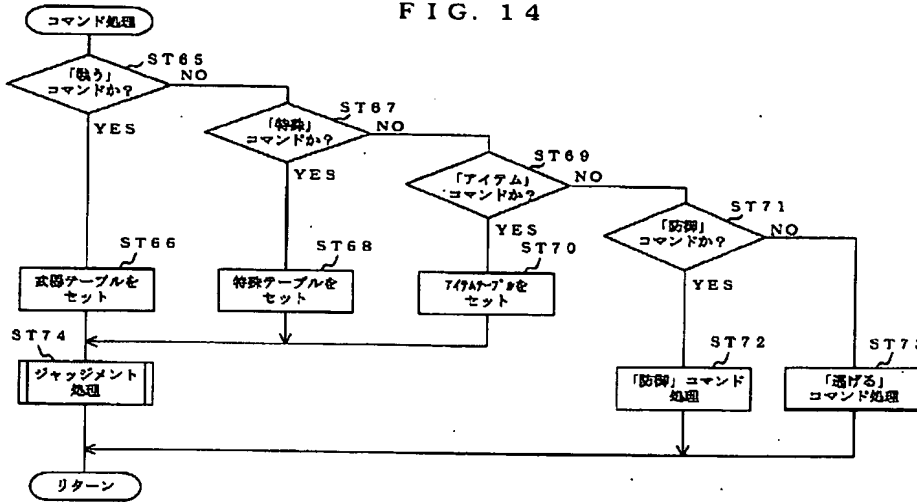 FIG. 14
コマンド処理
ST65
「戦う」
コマンドか?
NO
YES
ST67
「特殊」
コマンドか?
NO
YES
ST69
「アイテム」
コマンドか?
NO
YES
ST71
「防御」
コマンドか?
NO
YES
ST66
武器テーブルを
セット
ST68
特殊テーブルを
セット
ST70
アイテムテーブルを
セット
ST74
ジャッジメント
処理
ST72
「防御」コマンド
処理
ST73
「逃げる」
コマンド処理
リターン